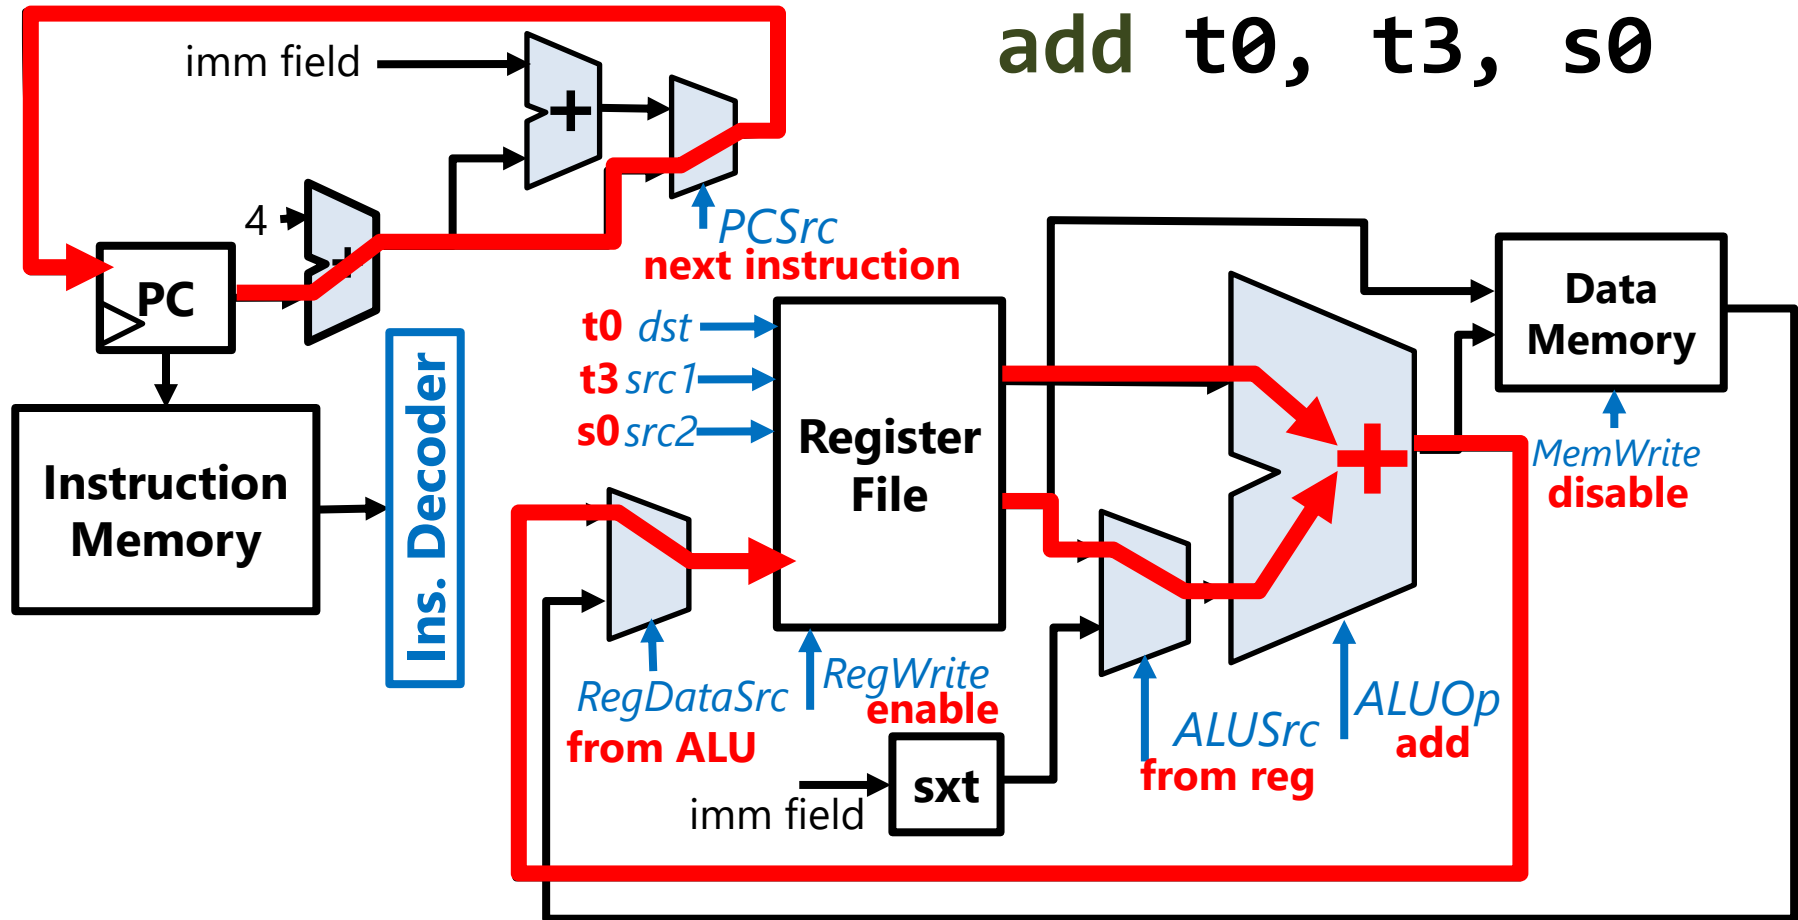 add t0, t3, s0
imm field
+
4
+
PCSrc
next instruction
PC
t0 dst
t3 src1
s0 src2
Register
File
Data
Memory
MemWrite
disable
Instruction
Memory
Ins. Decoder
+
RegDataSrc
from ALU
RegWrite
enable
ALUSrc
from reg
ALUOp
add
sxt
imm field